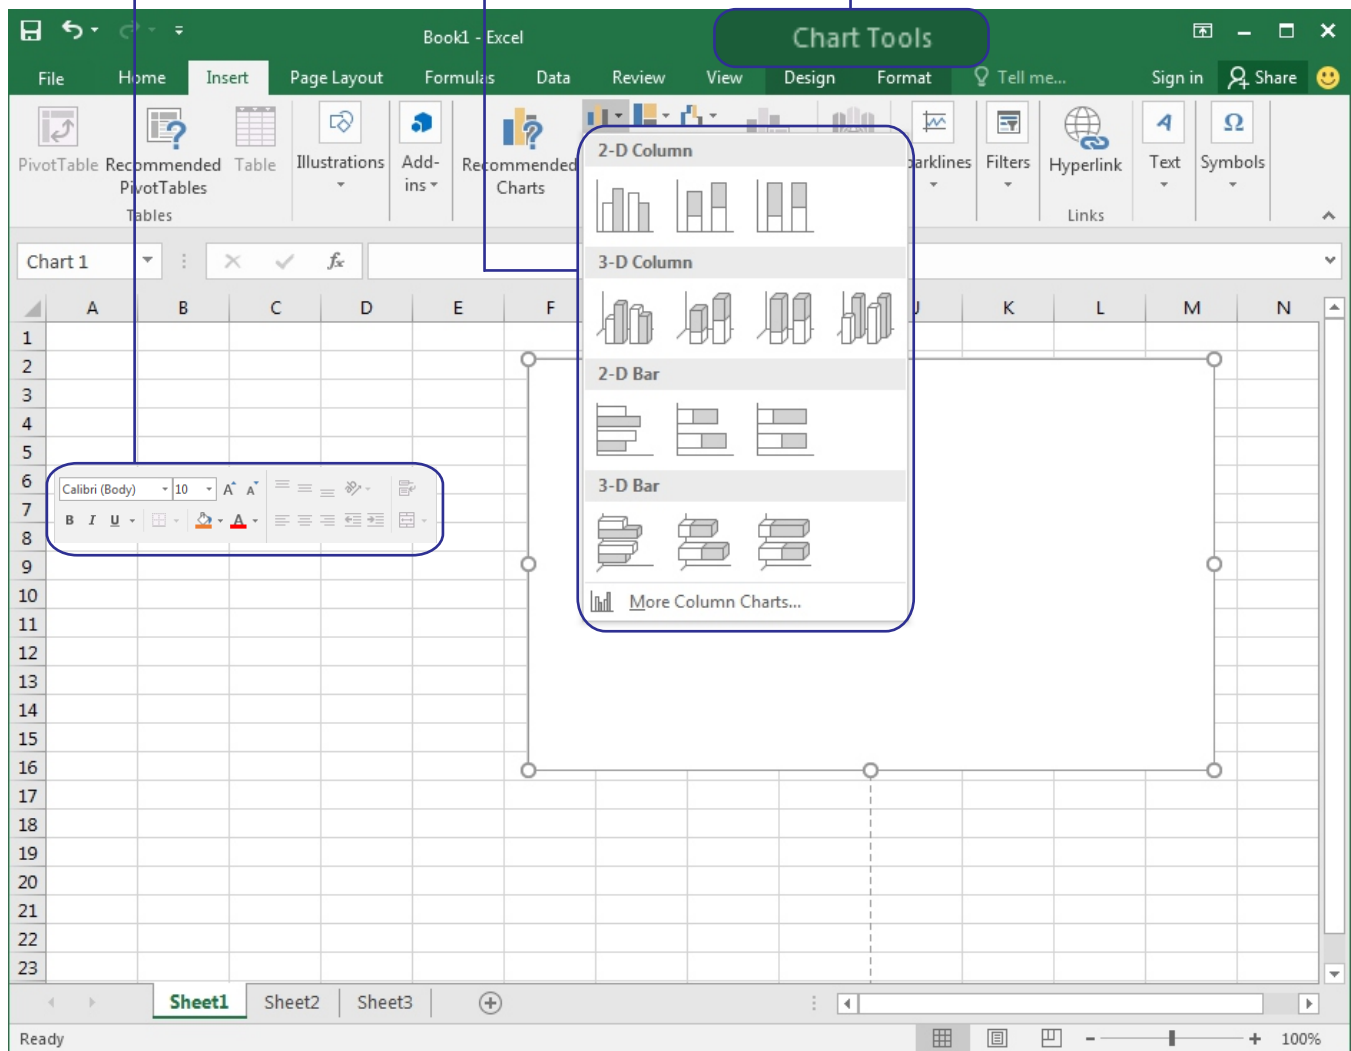 Book1 - Excel
Chart Tools
File Home Insert Page Layout Formulas Data Review View Design Format Tell me... Sign in Share
PivotTable Recommended PivotTables Table
Tables
Illustrations
Add-ins
Recommended Charts
Sparklines
Filters
Hyperlink
Links
Text
Symbols
2-D Column
3-D Column
2-D Bar
3-D Bar
More Column Charts...
Chart 1 fx
A B C D E F J K L M N
1
2
3
4
5
6
7
8
9
10
11
12
13
14
15
16
17
18
19
20
21
22
23
Calibri (Body) 10 A A
B I U A
Sheet1 Sheet2 Sheet3
Ready 100%